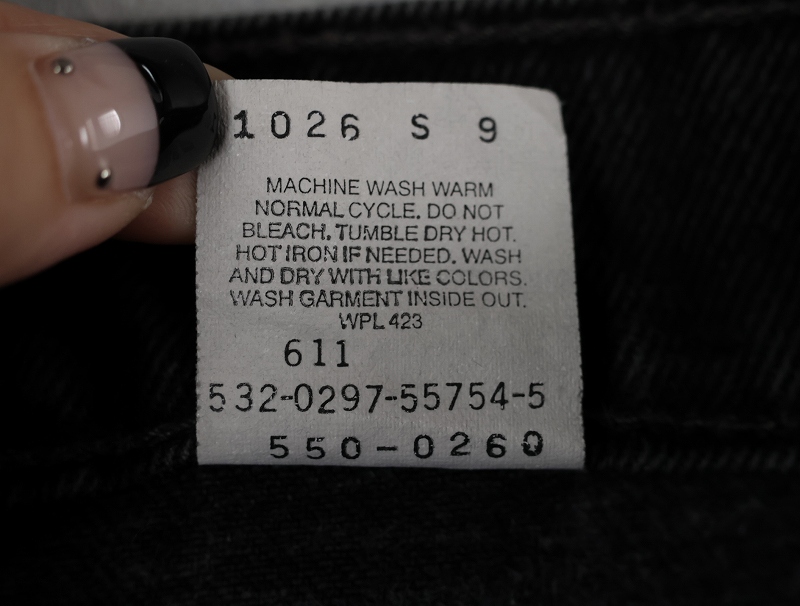 1026 S 9
MACHINE WASH WARM
NORMAL CYCLE. DO NOT
BLEACH. TUMBLE DRY HOT.
HOT IRON IF NEEDED. WASH
AND DRY WITH LIKE COLORS.
WASH GARMENT INSIDE OUT.
WPL 423
611
532-0297-55754-5
550-0260